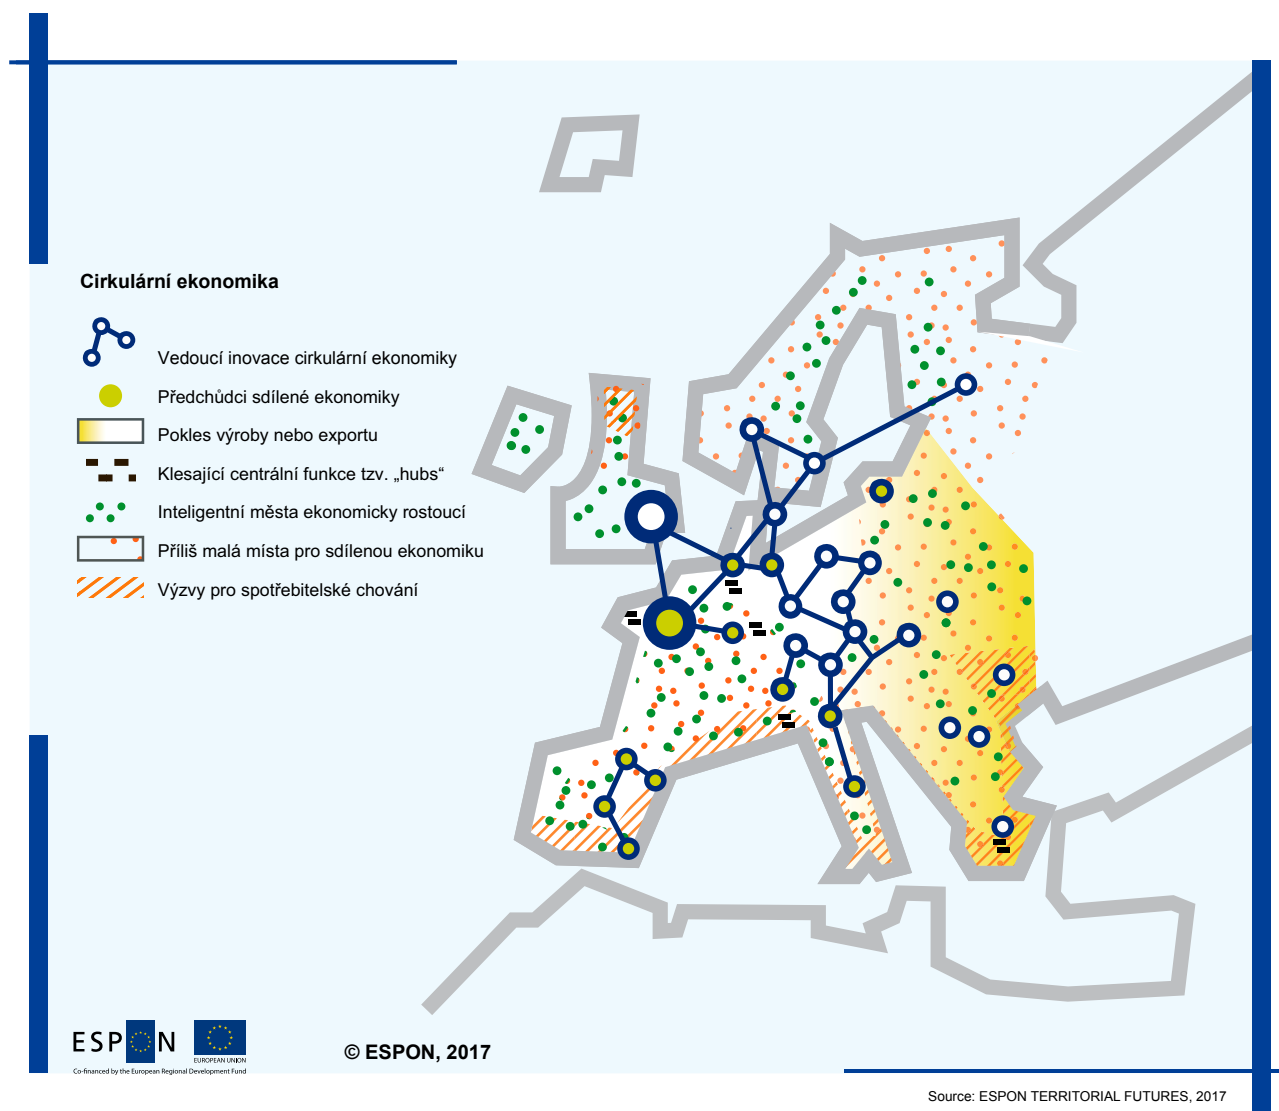 Cirkulární ekonomika
Vedoucí inovace cirkulární ekonomiky
Předchůdci sdílené ekonomiky
Pokles výroby nebo exportu
Klesající centrální funkce tzv. „hubs“
Inteligentní města ekonomicky rostoucí
Příliš malá místa pro sdílenou ekonomiku
Výzvy pro spotřebitelské chování
ESPON
EUROPEAN UNION
Co-financed by the European Regional Development Fund
© ESPON, 2017
Source: ESPON TERRITORIAL FUTURES, 2017